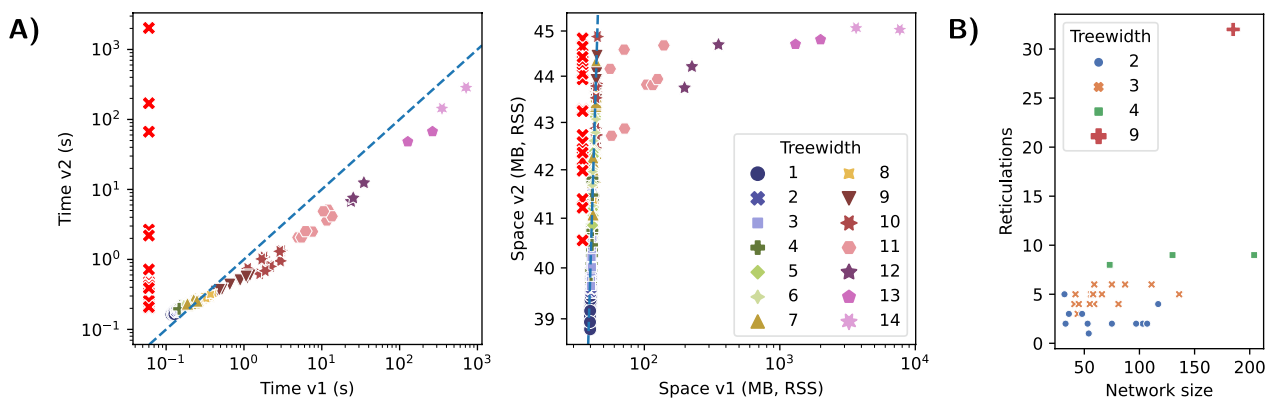 A)
Time v2 (s)
10³
10²
10¹
10⁰
10⁻¹
10⁻¹ 10⁰ 10¹ 10² 10³
Time v1 (s)
Space v2 (MB, RSS)
45
44
43
42
41
40
39
10² 10³ 10⁴
Space v1 (MB, RSS)
Treewidth
1 8
2 9
3 10
4 11
5 12
6 13
7 14
B)
Reticulations
30
25
20
15
10
5
0
50 100 150 200
Network size
Treewidth
2
3
4
9